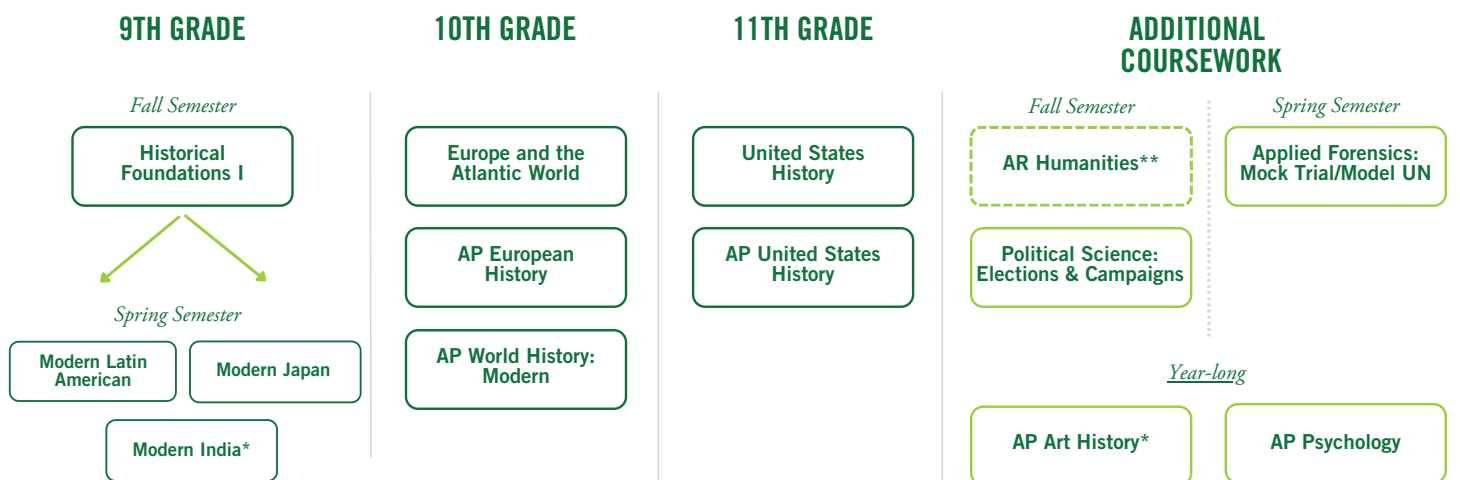 9TH GRADE
Fall Semester
Historical
Foundations I
Spring Semester
Modern Latin
American
Modern Japan
Modern India*
10TH GRADE
Europe and the
Atlantic World
AP European
History
AP World History:
Modern
11TH GRADE
United States
History
AP United States
History
ADDITIONAL
COURSEWORK
Fall Semester
AR Humanities**
Political Science:
Elections & Campaigns
Spring Semester
Applied Forensics:
Mock Trial/Model UN
Year-long
AP Art History*
AP Psychology